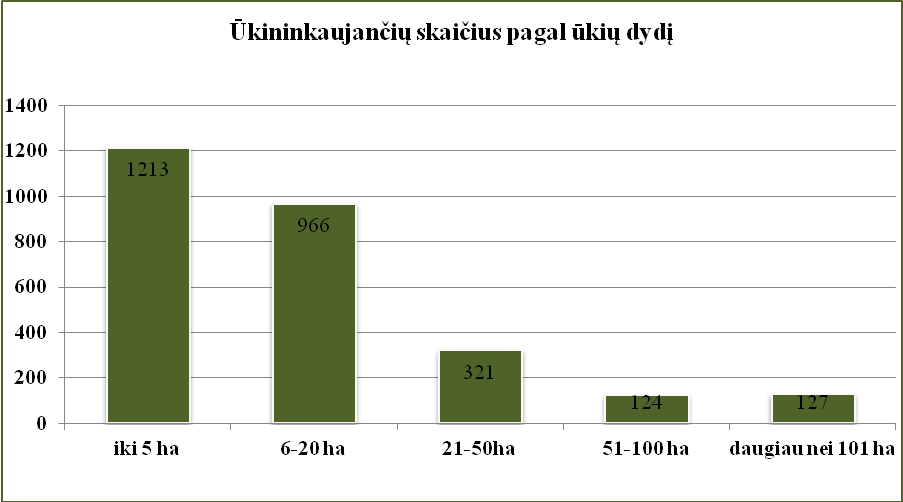 Ūkininkaujančių skaičius pagal ūkių dydį
1400
1200
1000
800
600
400
200
0
1213
966
321
124
127
iki 5 ha
6-20 ha
21-50ha
51-100 ha
daugiau nei 101 ha